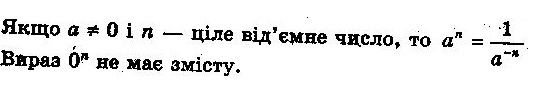 Якщо a ≠ 0 і n — ціле від'ємне число, то aⁿ = 1/a⁻ⁿ
Вираз 0ⁿ не має змісту.